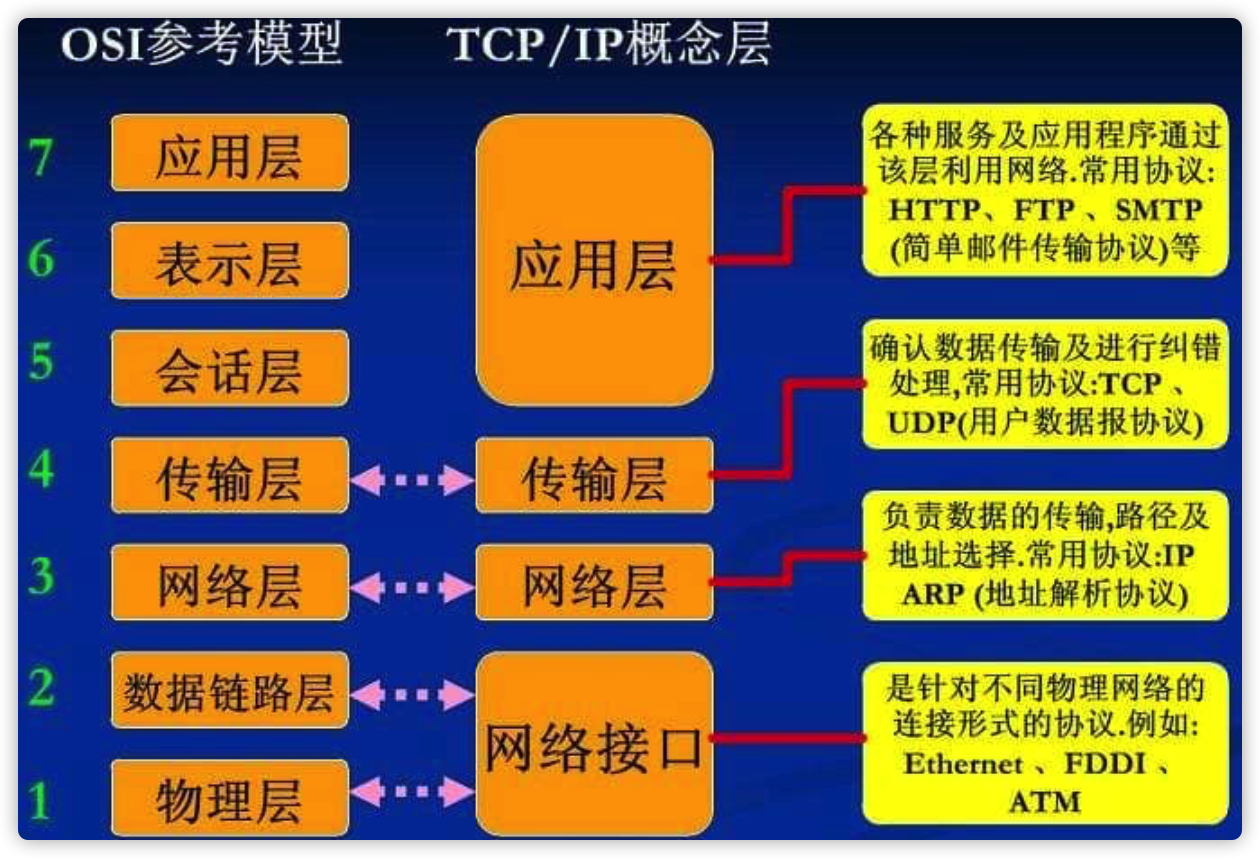 OSI参考模型
TCP/IP概念层
7
应用层
6
表示层
5
会话层
4
传输层
3
网络层
2
数据链路层
1
物理层
应用层
传输层
网络层
网络接口
各种服务及应用程序通过
该层利用网络.常用协议:
HTTP、FTP 、SMTP
(简单邮件传输协议)等
确认数据传输及进行纠错
处理,常用协议:TCP 、
UDP(用户数据报协议)
负责数据的传输,路径及
地址选择.常用协议:IP
ARP (地址解析协议)
是针对不同物理网络的
连接形式的协议.例如:
Ethernet 、FDDI 、
ATM